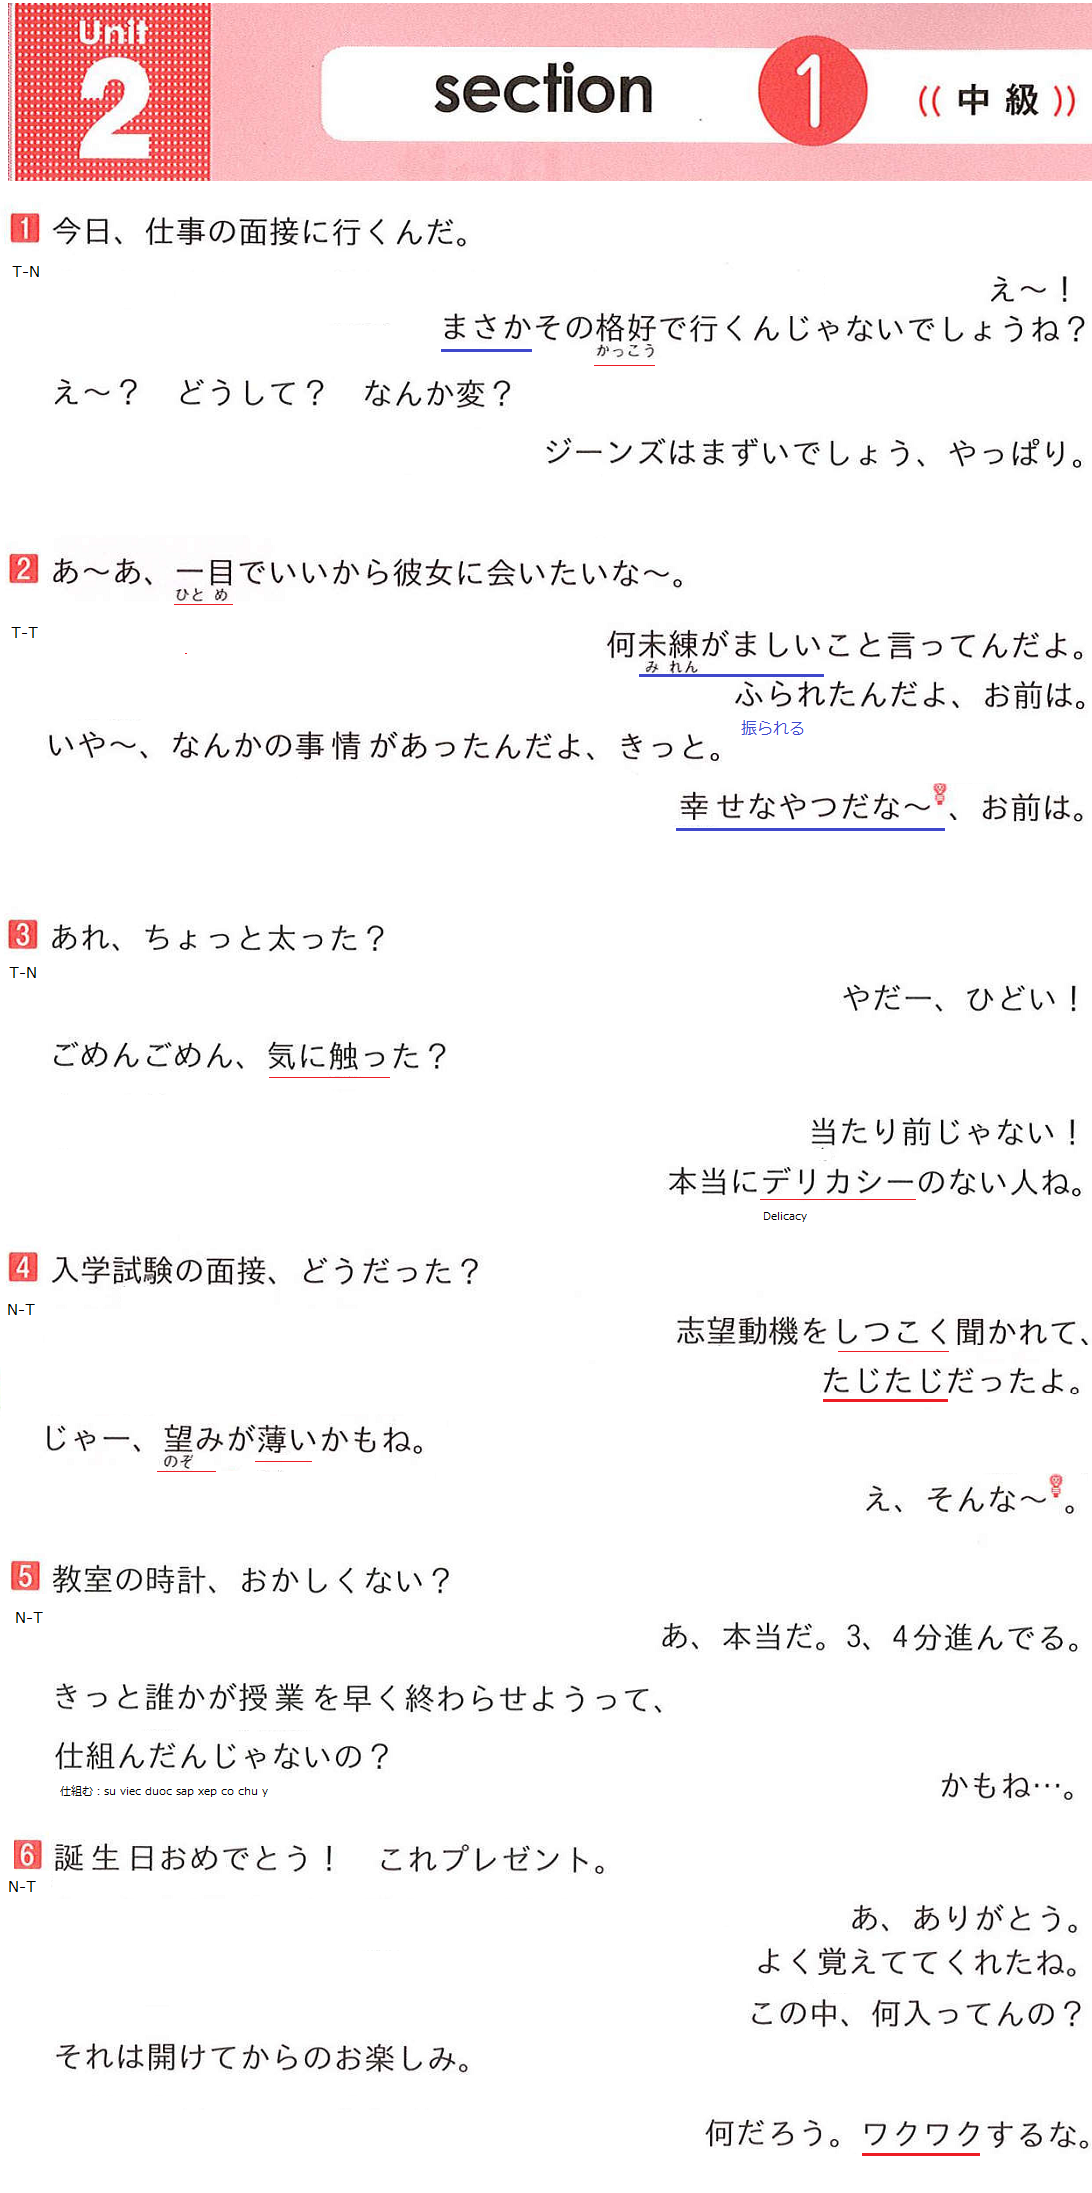 Unit
2
section 1 ((中級))
1 今日、仕事の面接に行くんだ。
T-N
え〜！
まさかその格好で行くんじゃないでしょうね？
かっこう
え〜？　どうして？　なんか変？
ジーンズはまずいでしょう、やっぱり。
2 あ〜あ、一目でいいから彼女に会いたいな〜。
ひと め
T-T
何未練がましいこと言ってんだよ。
み れん
ふられたんだよ、お前は。
振られる
いや〜、なんかの事情があったんだよ、きっと。
幸せなやつだな〜、お前は。
3 あれ、ちょっと太った？
T-N
やだー、ひどい！
ごめんごめん、気に触った？
当たり前じゃない！
本当にデリカシーのない人ね。
Delicacy
4 入学試験の面接、どうだった？
N-T
志望動機をしつこく聞かれて、
たじたじだったよ。
じゃー、望みが薄いかもね。
のぞ
え、そんな〜。
5 教室の時計、おかしくない？
N-T
あ、本当だ。3、4分進んでる。
きっと誰かが授業を早く終わらせようって、
仕組んだんじゃないの？
仕組む : su viec duoc sap xep co chu y
かもね…。
6 誕生日おめでとう！　これプレゼント。
N-T
あ、ありがとう。
よく覚えててくれたね。
この中、何入ってんの？
それは開けてからのお楽しみ。
何だろう。ワクワクするな。